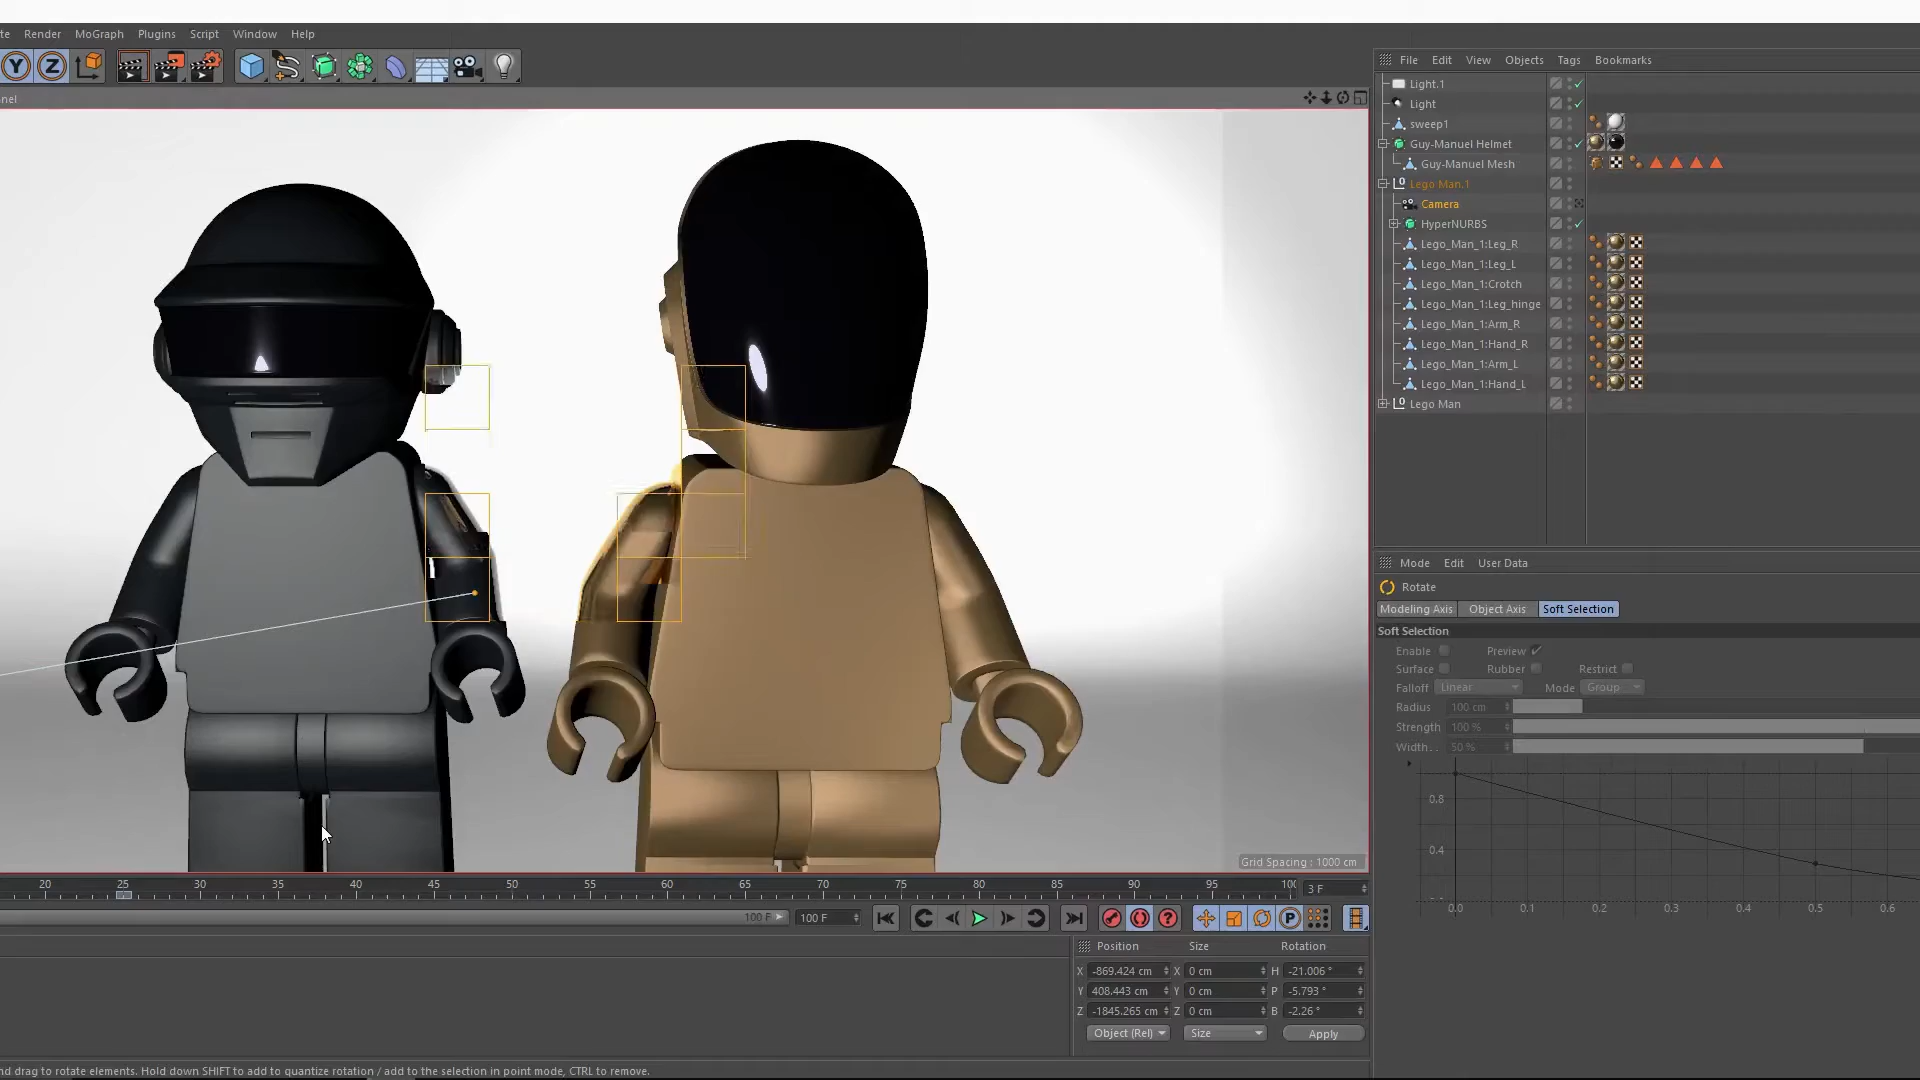 te Render MoGraph Plugins Script Window Help
Y Z
nel
File Edit View Objects Tags Bookmarks
Light.1
Light
sweep1
Guy-Manuel Helmet
Guy-Manuel Mesh
Lego Man.1
Camera
HyperNURBS
Lego_Man_1:Leg_R
Lego_Man_1:Leg_L
Lego_Man_1:Crotch
Lego_Man_1:Leg_hinge
Lego_Man_1:Arm_R
Lego_Man_1:Hand_R
Lego_Man_1:Arm_L
Lego_Man_1:Hand_L
Lego Man
Mode Edit User Data
Rotate
Modeling Axis Object Axis Soft Selection
Soft Selection
Enable Preview
Surface Rubber Restrict
Falloff Linear Mode Group
Radius 100 cm
Strength 100 %
Width. . 50 %
0.8
0.4
0.0 0.1 0.2 0.3 0.4 0.5 0.6
Grid Spacing : 1000 cm
20 25 30 35 40 45 50 55 60 65 70 75 80 85 90 95 100 3 F
100 F 100 F
Position Size Rotation
X -869.424 cm X 0 cm H -21.006 °
Y 408.443 cm Y 0 cm P -5.793 °
Z -1845.265 cm Z 0 cm B -2.26 °
Object (Rel) Size Apply
nd drag to rotate elements. Hold down SHIFT to add to quantize rotation / add to the selection in point mode, CTRL to remove.